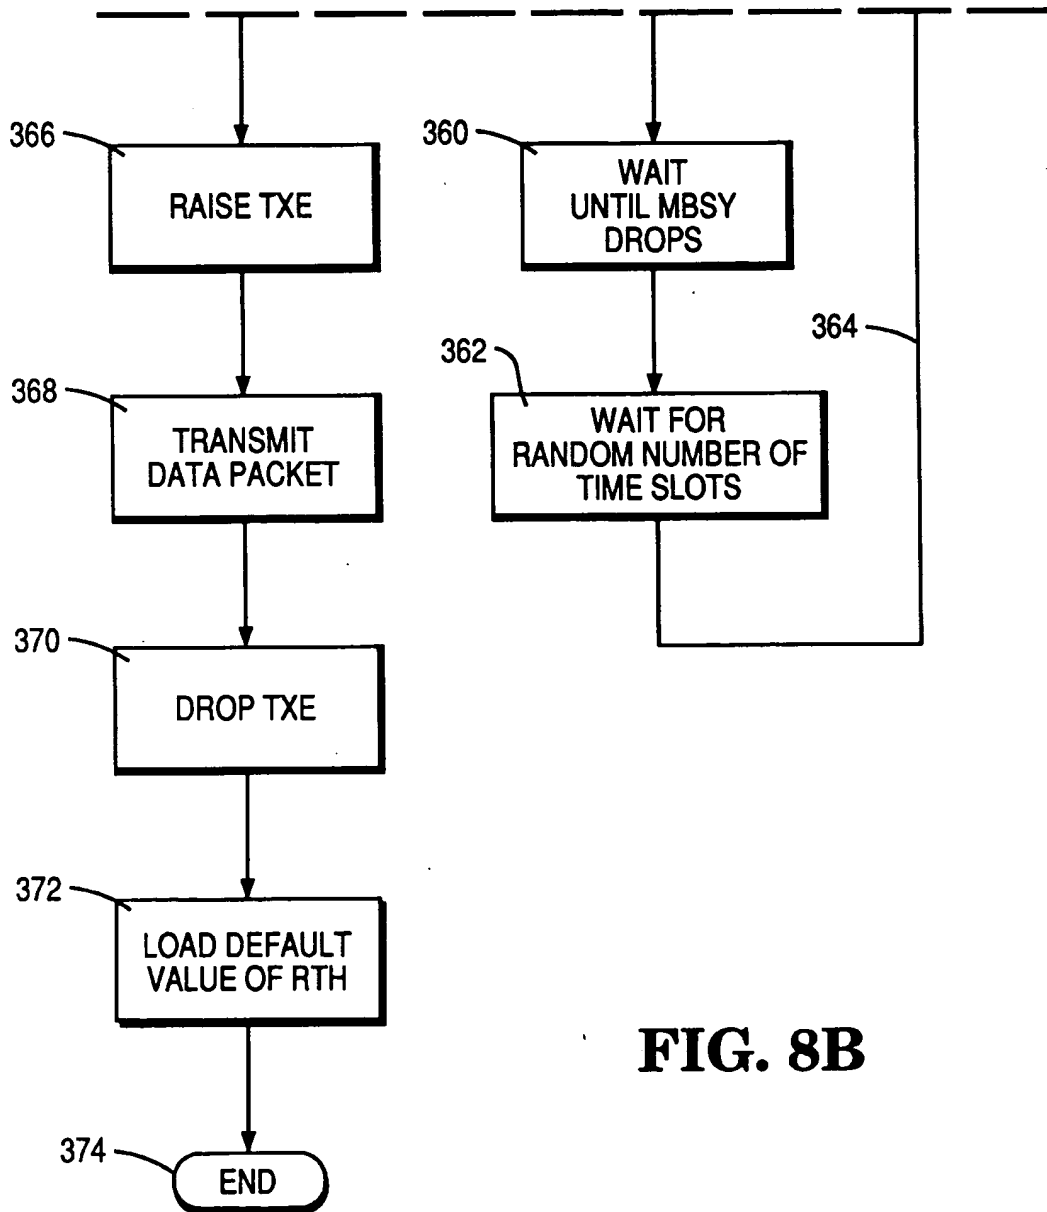 366
RAISE TXE
368
TRANSMIT
DATA PACKET
370
DROP TXE
372
LOAD DEFAULT
VALUE OF RTH
374
END
360
WAIT
UNTIL MBSY
DROPS
362
WAIT FOR
RANDOM NUMBER OF
TIME SLOTS
364
FIG. 8B